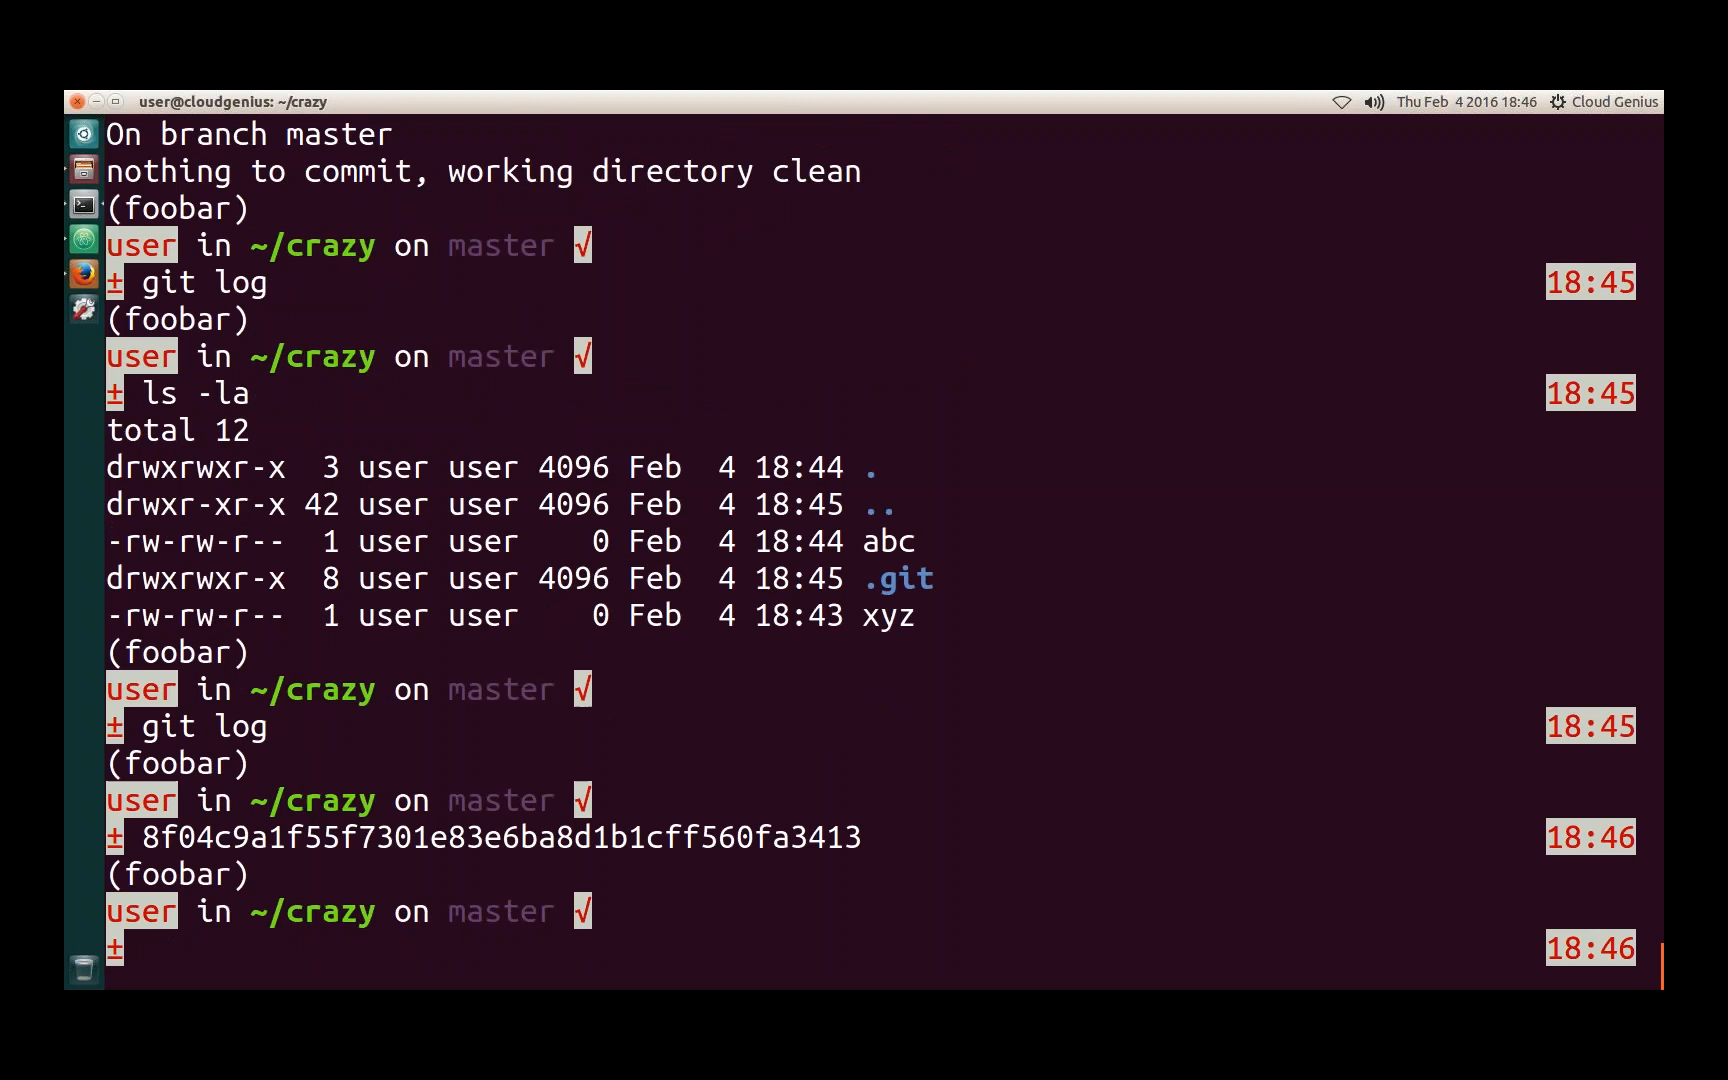 user@cloudgenius: ~/crazy
Thu Feb 4 2016 18:46
Cloud Genius
On branch master
nothing to commit, working directory clean
(foobar)
user in ~/crazy on master √
± git log 18:45
(foobar)
user in ~/crazy on master √
± ls -la 18:45
total 12
drwxrwxr-x  3 user user 4096 Feb  4 18:44 .
drwxr-xr-x 42 user user 4096 Feb  4 18:45 ..
-rw-rw-r--  1 user user    0 Feb  4 18:44 abc
drwxrwxr-x  8 user user 4096 Feb  4 18:45 .git
-rw-rw-r--  1 user user    0 Feb  4 18:43 xyz
(foobar)
user in ~/crazy on master √
± git log 18:45
(foobar)
user in ~/crazy on master √
± 8f04c9a1f55f7301e83e6ba8d1b1cff560fa3413 18:46
(foobar)
user in ~/crazy on master √
± 18:46